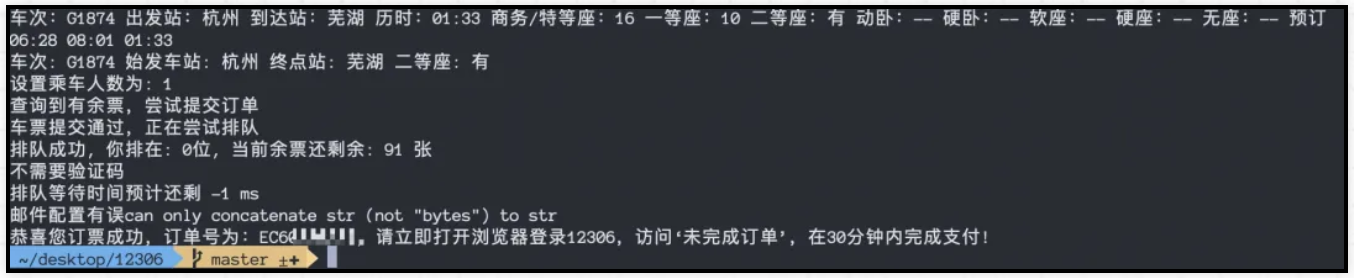 车次: G1874 出发站: 杭州 到达站: 芜湖 历时: 01:33 商务/特等座: 16 一等座: 10 二等座: 有 动卧: -- 硬卧: -- 软座: -- 硬座: -- 无座: -- 预订
06:28 08:01 01:33
车次: G1874 始发车站: 杭州 终点站: 芜湖 二等座: 有
设置乘车人数为: 1
查询到有余票, 尝试提交订单
车票提交通过, 正在尝试排队
排队成功, 你排在: 0位, 当前余票还剩余: 91 张
不需要验证码
排队等待时间预计还剩 -1 ms
邮件配置有误can only concatenate str (not "bytes") to str
恭喜您订票成功, 订单号为: EC6, 请立即打开浏览器登录12306, 访问‘未完成订单’, 在30分钟内完成支付!
~/desktop/12306 master ±✚